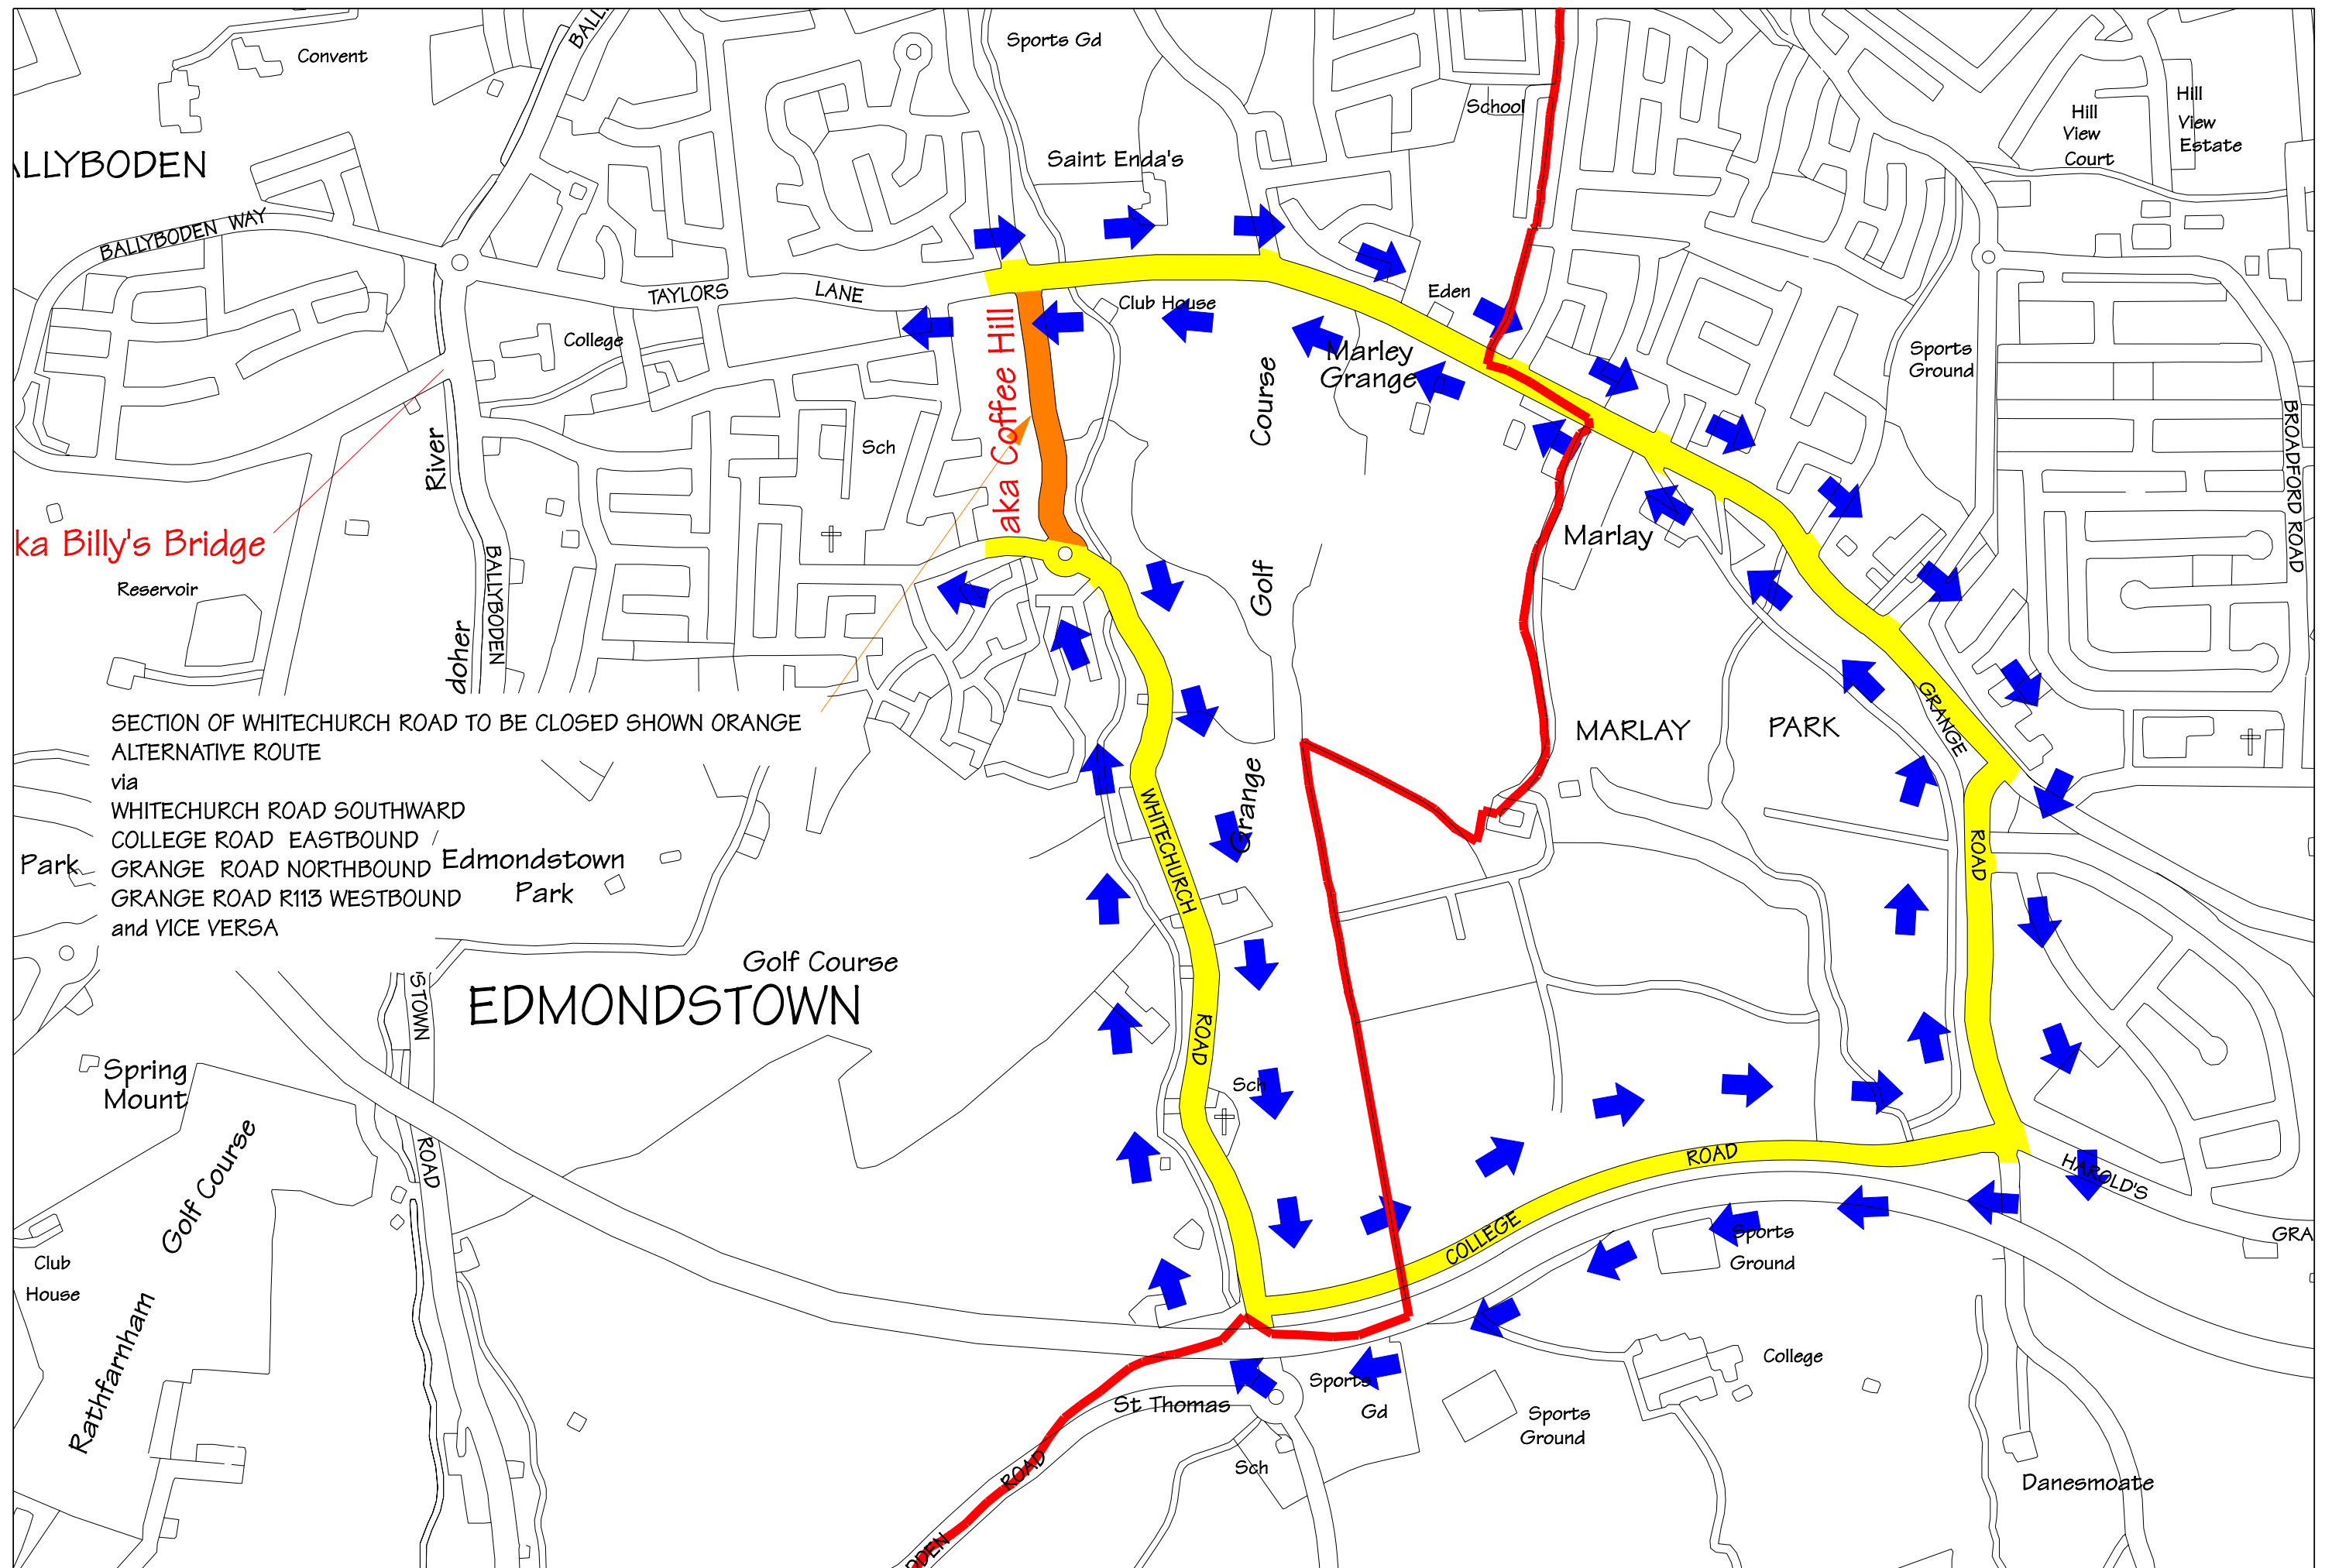 Convent
BALL
Sports Gd
School
Hill
View
Court
Hill
View
Estate
ALLYBODEN
Saint Enda's
BALLYBODEN WAY
TAYLORS LANE
Club House
Eden
College
Marley
Grange
Sports
Ground
aka Coffee Hill
Course
Sch
River
BROADFORD ROAD
ka Billy's Bridge
Marlay
Reservoir
BALLYBODEN
Golf
doher
SECTION OF WHITECHURCH ROAD TO BE CLOSED SHOWN ORANGE
ALTERNATIVE ROUTE
via
WHITECHURCH ROAD SOUTHWARD
COLLEGE ROAD EASTBOUND /
GRANGE ROAD NORTHBOUND
GRANGE ROAD R113 WESTBOUND
and VICE VERSA
MARLAY PARK
GRANGE
ROAD
Grange
WHITECHURCH
ROAD
Park
Edmondstown
Park
Golf Course
EDMONDSTOWN
STOWN
ROAD
Spring
Mount
Sch
Golf Course
COLLEGE
ROAD
HAROLD'S
GRA
Sports
Ground
Club
House
Rathfarnham
College
Sports
Gd
St Thomas
Sports
Ground
Sch
ROAD
DDEN
Danesmoate